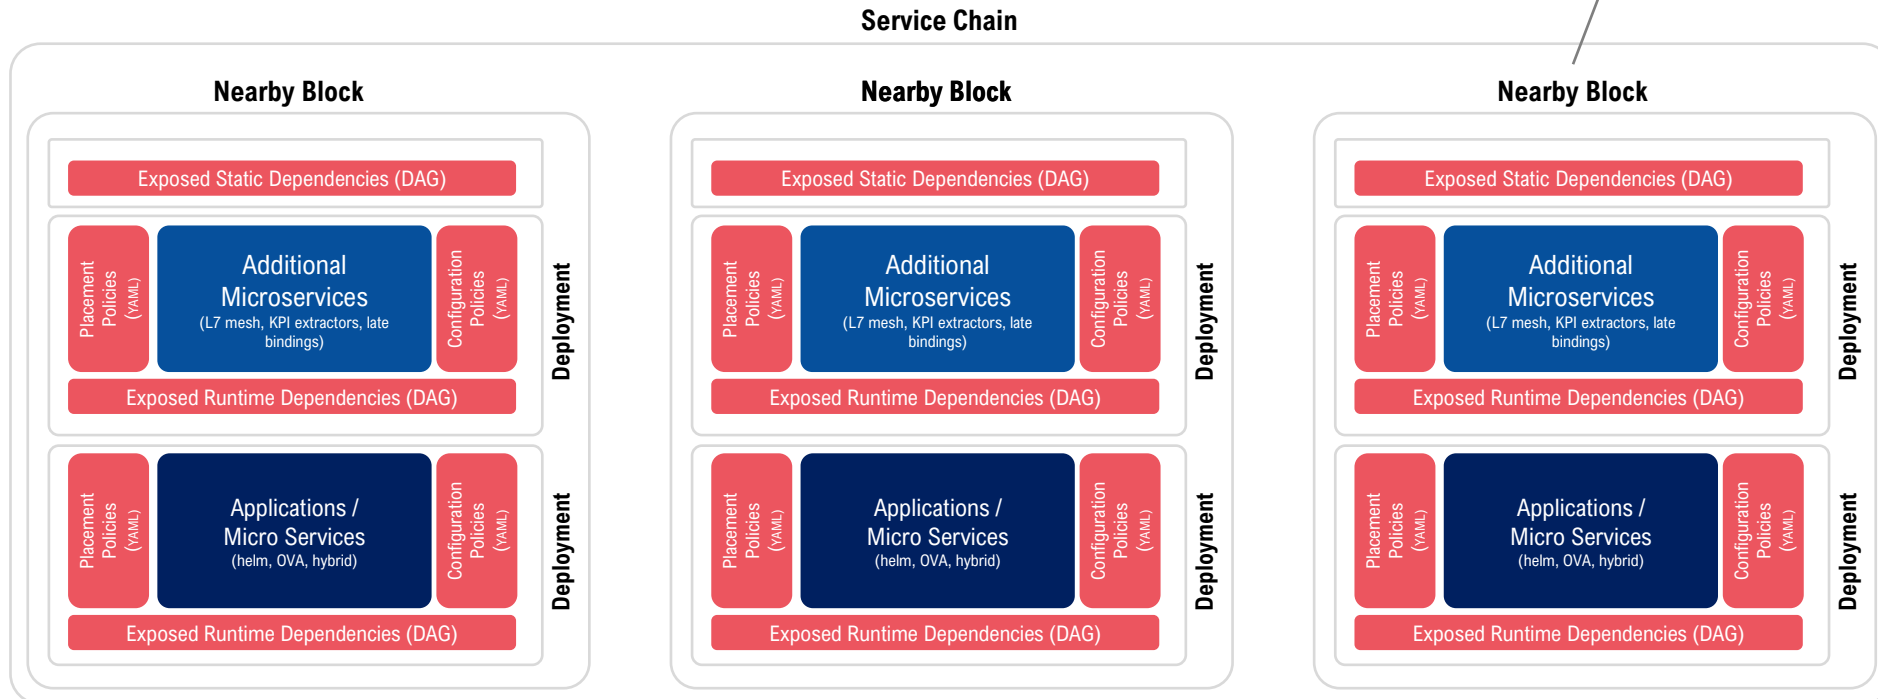 Service Chain
Nearby Block
Exposed Static Dependencies (DAG)
Placement
Policies
(YAML)
Additional
Microservices
(L7 mesh, KPI extractors, late
bindings)
Configuration
Policies
(YAML)
Deployment
Exposed Runtime Dependencies (DAG)
Placement
Policies
(YAML)
Applications /
Micro Services
(helm, OVA, hybrid)
Configuration
Policies
(YAML)
Deployment
Exposed Runtime Dependencies (DAG)
Nearby Block
Exposed Static Dependencies (DAG)
Placement
Policies
(YAML)
Additional
Microservices
(L7 mesh, KPI extractors, late
bindings)
Configuration
Policies
(YAML)
Deployment
Exposed Runtime Dependencies (DAG)
Placement
Policies
(YAML)
Applications /
Micro Services
(helm, OVA, hybrid)
Configuration
Policies
(YAML)
Deployment
Exposed Runtime Dependencies (DAG)
Nearby Block
Exposed Static Dependencies (DAG)
Placement
Policies
(YAML)
Additional
Microservices
(L7 mesh, KPI extractors, late
bindings)
Configuration
Policies
(YAML)
Deployment
Exposed Runtime Dependencies (DAG)
Placement
Policies
(YAML)
Applications /
Micro Services
(helm, OVA, hybrid)
Configuration
Policies
(YAML)
Deployment
Exposed Runtime Dependencies (DAG)